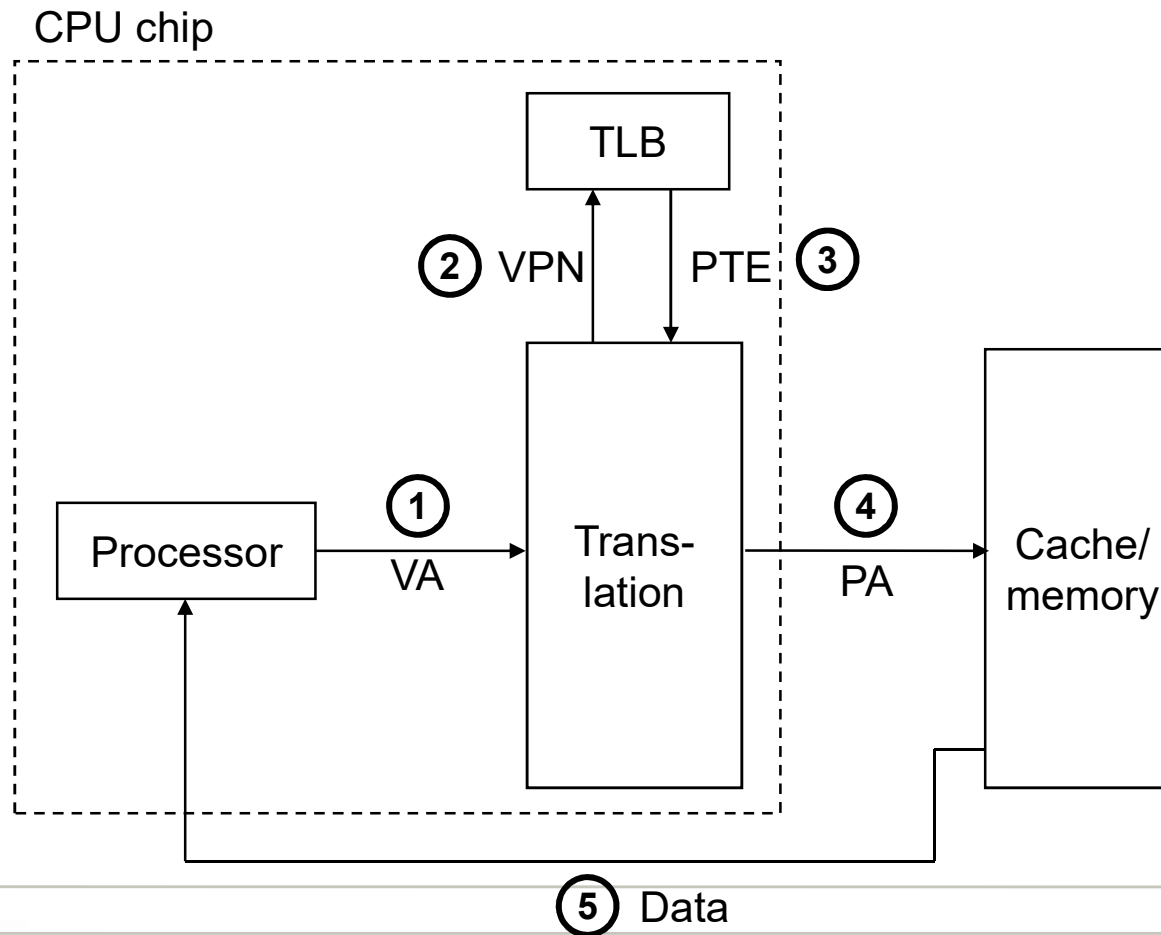 CPU chip
TLB
2 VPN
PTE 3
1
VA
Processor
Trans-
lation
4
PA
Cache/
memory
5 Data